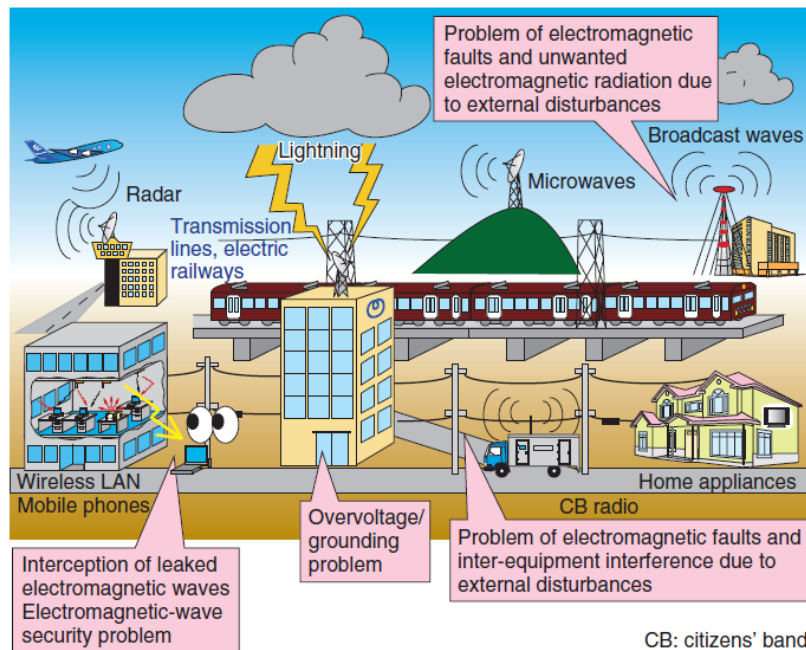 Problem of electromagnetic
faults and unwanted
electromagnetic radiation due
to external disturbances
Broadcast waves
Lightning
Microwaves
Radar
Transmission
lines, electric
railways
Wireless LAN
Mobile phones
Home appliances
CB radio
Overvoltage/
grounding
problem
Problem of electromagnetic faults and
inter-equipment interference due to
external disturbances
Interception of leaked
electromagnetic waves
Electromagnetic-wave
security problem
CB: citizens’ band